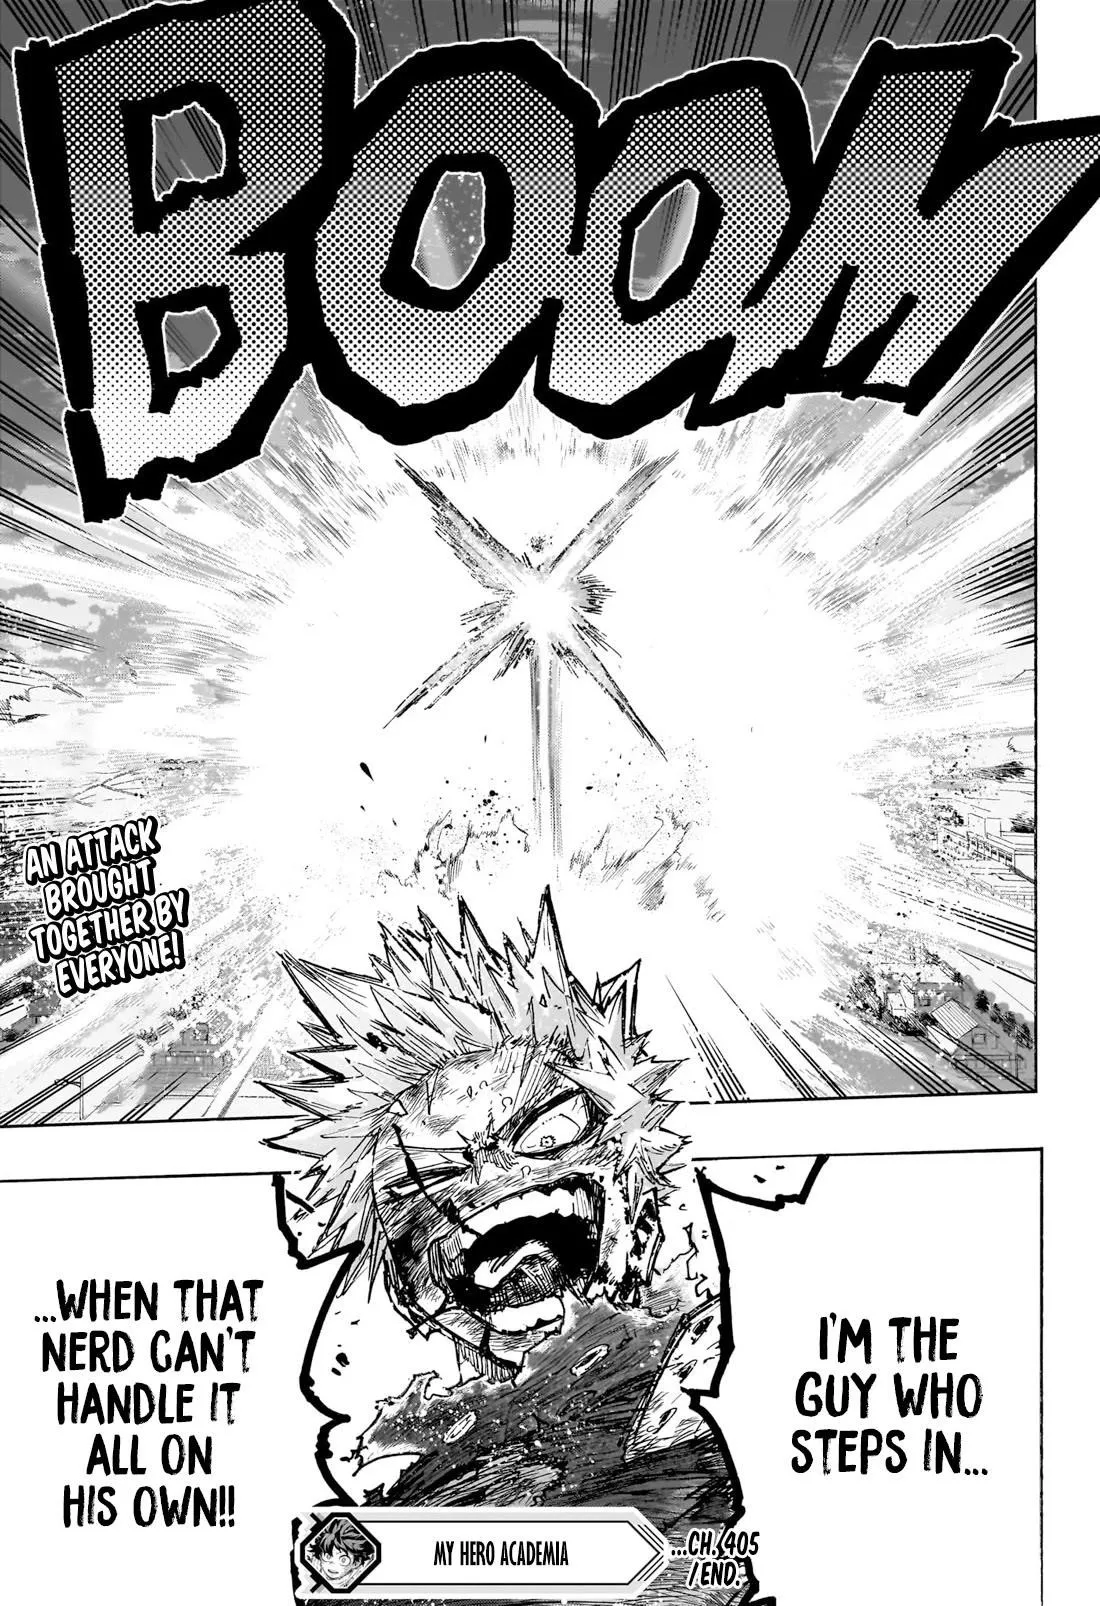 BOOM
AN ATTACK
BROUGHT
TOGETHER BY
EVERYONE!
I'M THE
GUY WHO
STEPS IN...
...WHEN THAT
NERD CAN'T
HANDLE IT
ALL ON
HIS OWN!!
MY HERO ACADEMIA
...CH. 405
/END.